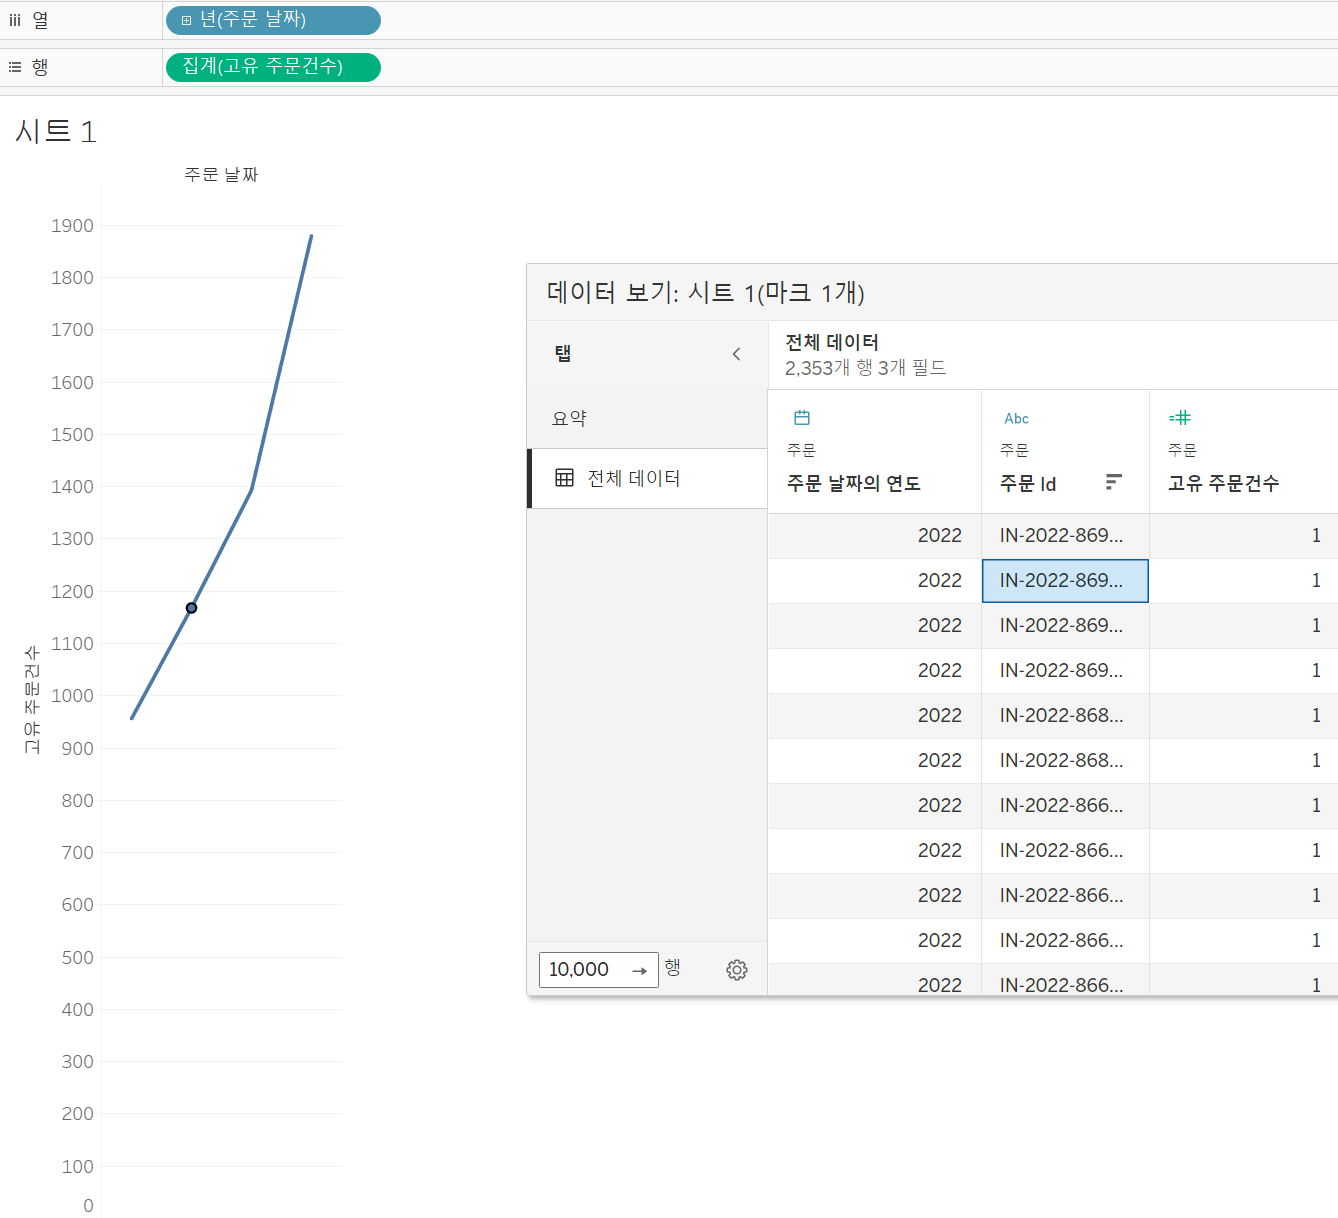 열
년(주문 날짜)
행
집계(고유 주문건수)
시트 1
주문 날짜
1900
1800
1700
1600
1500
1400
1300
1200
1100
1000
900
800
700
600
500
400
300
200
100
0
고유 주문건수
데이터 보기: 시트 1(마크 1개)
탭
요약
전체 데이터
10,000 → 행
전체 데이터
2,353개 행 3개 필드
Abc
주문 주문 주문
주문 날짜의 연도 주문 Id 고유 주문건수
2022 IN-2022-869... 1
2022 IN-2022-869... 1
2022 IN-2022-869... 1
2022 IN-2022-869... 1
2022 IN-2022-868... 1
2022 IN-2022-868... 1
2022 IN-2022-866... 1
2022 IN-2022-866... 1
2022 IN-2022-866... 1
2022 IN-2022-866... 1
2022 IN-2022-866... 1